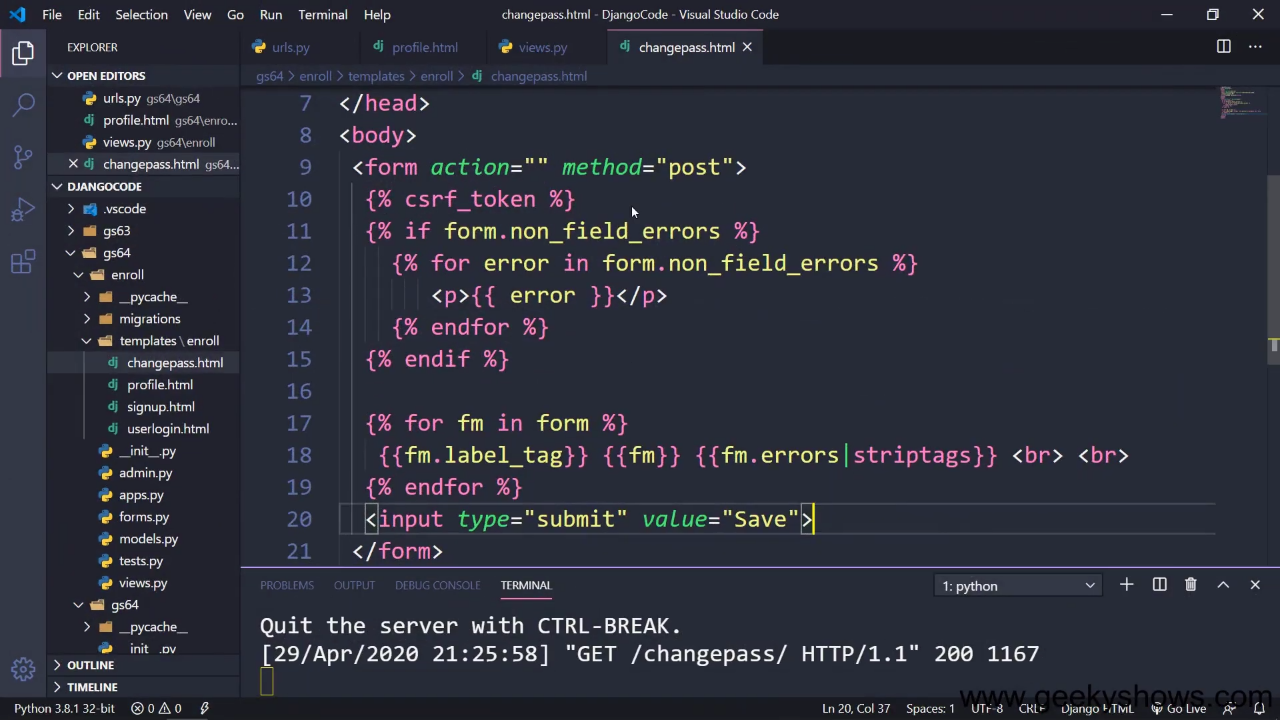 File Edit Selection View Go Run Terminal Help changepass.html - DjangoCode - Visual Studio Code
EXPLORER
OPEN EDITORS
urls.py gs64\gs64
profile.html gs64\enro...
views.py gs64\enroll
changepass.html gs64...
DJANGOCODE
.vscode
gs63
gs64
enroll
__pycache__
migrations
templates \ enroll
changepass.html
profile.html
signup.html
userlogin.html
__init__.py
admin.py
apps.py
forms.py
models.py
tests.py
views.py
gs64
__pycache__
__init__.py
OUTLINE
TIMELINE
urls.py profile.html views.py changepass.html
gs64 > enroll > templates > enroll > changepass.html
7 </head>
8 <body>
9 <form action="" method="post">
10 {% csrf_token %}
11 {% if form.non_field_errors %}
12 {% for error in form.non_field_errors %}
13 <p>{{ error }}</p>
14 {% endfor %}
15 {% endif %}
16
17 {% for fm in form %}
18 {{fm.label_tag}} {{fm}} {{fm.errors|striptags}} <br> <br>
19 {% endfor %}
20 <input type="submit" value="Save">
21 </form>
PROBLEMS OUTPUT DEBUG CONSOLE TERMINAL 1: python
Quit the server with CTRL-BREAK.
[29/Apr/2020 21:25:58] "GET /changepass/ HTTP/1.1" 200 1167
www.geekyshows.com
Python 3.8.1 32-bit 0 0 Ln 20, Col 37 Spaces: 1 UTF-8 CRLF Django HTML Go Live